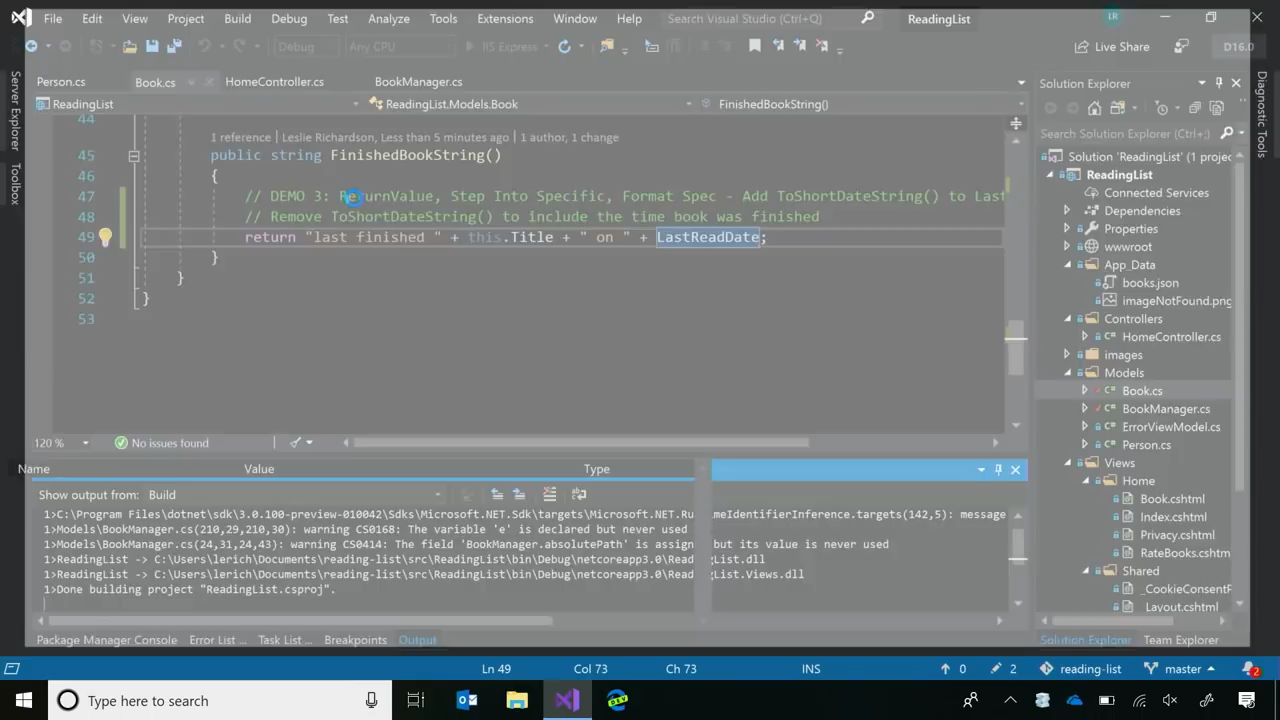 File Edit View Project Build Debug Test Analyze Tools Extensions Window Help Search Visual Studio (Ctrl+Q) ReadingList LR
Debug Any CPU IIS Express Live Share D16.0
Person.cs Book.cs HomeController.cs BookManager.cs
ReadingList ReadingList.Models.Book FinishedBookString()
Server Explorer
Toolbox
44
1 reference | Leslie Richardson, Less than 5 minutes ago | 1 author, 1 change
45 public string FinishedBookString()
46 {
47 // DEMO 3: ReturnValue, Step Into Specific, Format Spec - Add ToShortDateString() to Last
48 // Remove ToShortDateString() to include the time book was finished
49 return "last finished " + this.Title + " on " + LastReadDate;
50 }
51 }
52 }
53
120 % No issues found
Name Value Type
Show output from: Build
1>C:\Program Files\dotnet\sdk\3.0.100-preview-010042\Sdks\Microsoft.NET.Sdk\targets\Microsoft.NET.Ru meIdentifierInference.targets(142,5): message
1>Models\BookManager.cs(210,29,210,30): warning CS0168: The variable 'e' is declared but never used
1>Models\BookManager.cs(24,31,24,43): warning CS0414: The field 'BookManager.absolutePath' is assign but its value is never used
1>ReadingList -> C:\Users\lerich\Documents\reading-list\src\ReadingList\bin\Debug\netcoreapp3.0\Read gList.dll
1>ReadingList -> C:\Users\lerich\Documents\reading-list\src\ReadingList\bin\Debug\netcoreapp3.0\Read gList.Views.dll
1>Done building project "ReadingList.csproj".
Package Manager Console Error List ... Task List ... Breakpoints Output
Solution Explorer
Search Solution Explorer (Ctrl+;)
Solution 'ReadingList' (1 projec
ReadingList
Connected Services
Dependencies
Properties
wwwroot
App_Data
books.json
imageNotFound.png
Controllers
HomeController.cs
images
Models
Book.cs
BookManager.cs
ErrorViewModel.cs
Person.cs
Views
Home
Book.cshtml
Index.cshtml
Privacy.cshtml
RateBooks.cshtm
Shared
_CookieConsentP
_Layout.cshtml
Solution Explorer Team Explorer
Diagnostic Tools
Ln 49 Col 73 Ch 73 INS 0 2 reading-list master 2
Type here to search